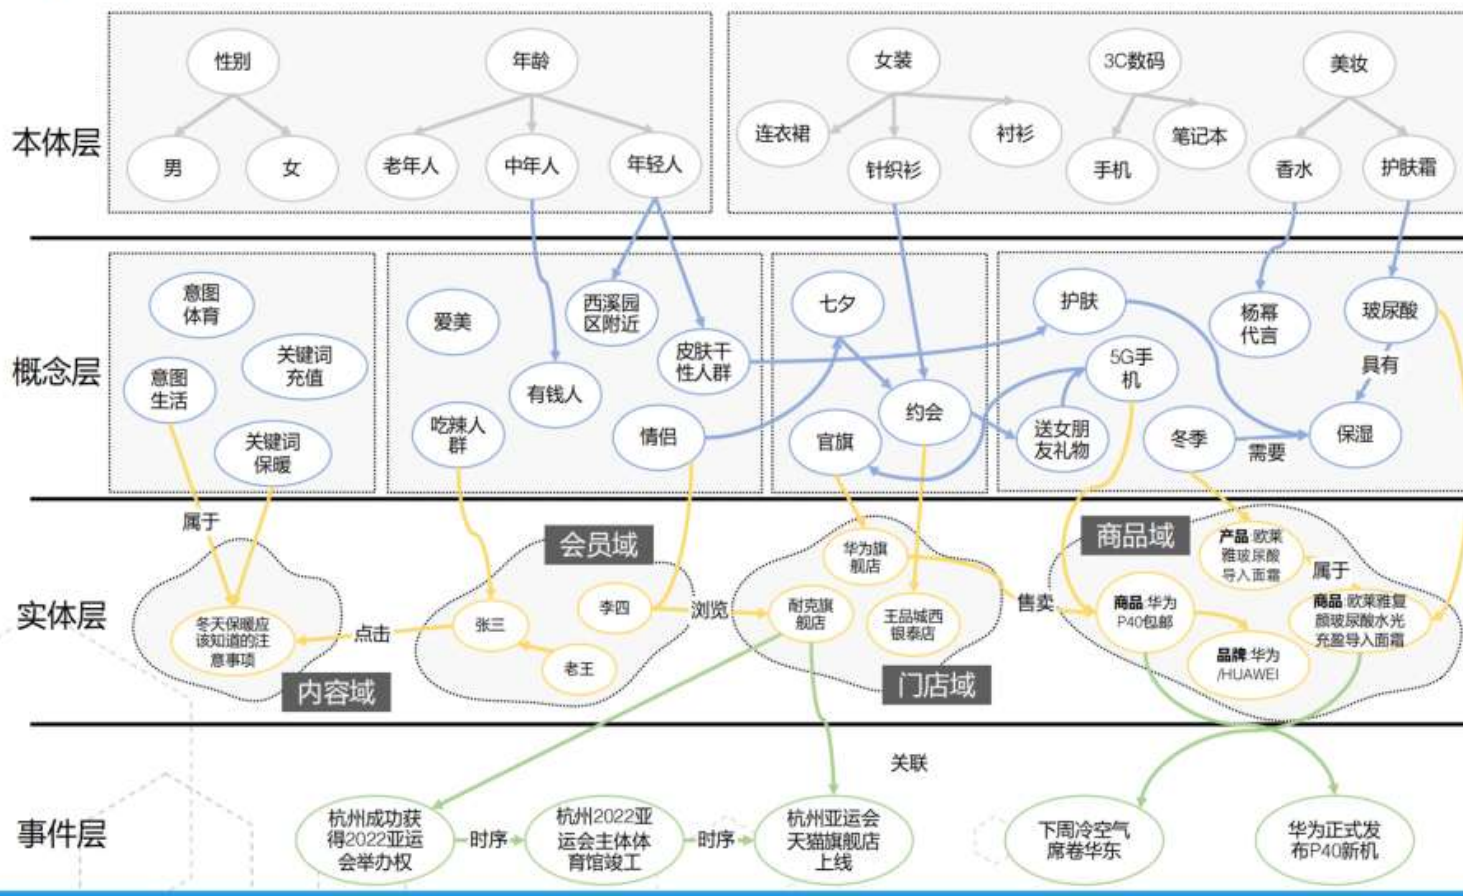 性别
年龄
女装
3C数码
美妆
本体层
男
女
老年人
中年人
年轻人
连衣裙
针织衫
衬衫
手机
笔记本
香水
护肤霜
概念层
意图
体育
关键词
充值
意图
生活
关键词
保暖
爱美
西溪园
区附近
皮肤干
性人群
有钱人
吃辣人
群
情侣
七夕
约会
官旗
护肤
5G手
机
送女朋
友礼物
杨幂
代言
玻尿酸
具有
冬季
需要
保湿
实体层
属于
冬天保暖应
该知道的注
意事项
内容域
点击
会员域
张三
李四
老王
浏览
华为旗
舰店
耐克旗
舰店
王品城西
银泰店
门店域
售卖
商品域
产品:欧莱
雅玻尿酸
导入面霜
属于
商品:华为
P40包邮
商品:欧莱雅复
颜玻尿酸水光
充盈导入面霜
品牌:华为
/HUAWEI
事件层
关联
杭州成功获
得2022亚运
会举办权
时序
杭州2022亚
运会主体体
育馆竣工
时序
杭州亚运会
天猫旗舰店
上线
下周冷空气
席卷华东
华为正式发
布P40新机